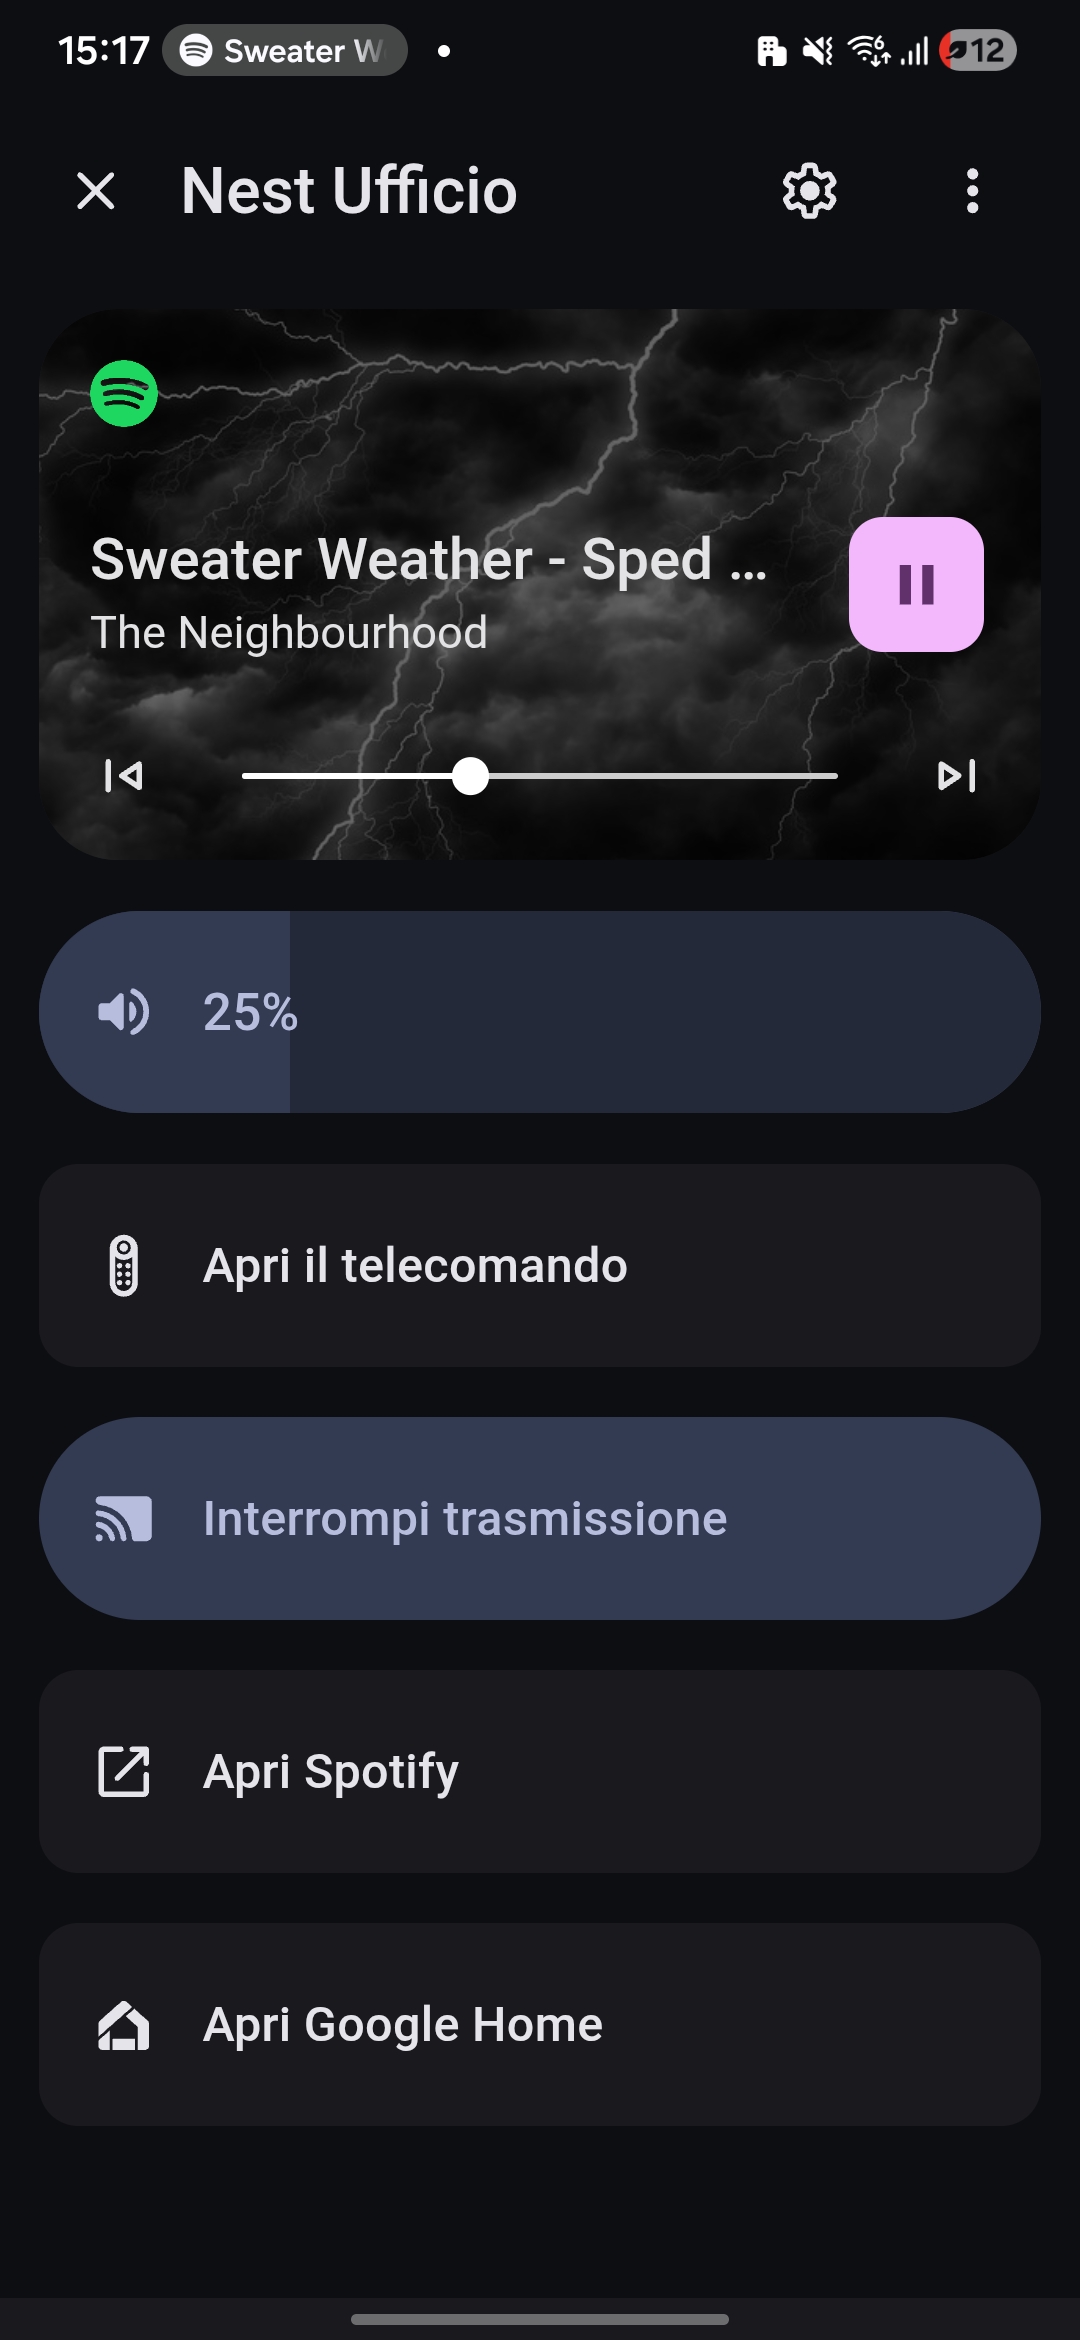 15:17 Sweater W 6 12
Nest Ufficio
Sweater Weather - Sped ...
The Neighbourhood
25%
Apri il telecomando
Interrompi trasmissione
Apri Spotify
Apri Google Home